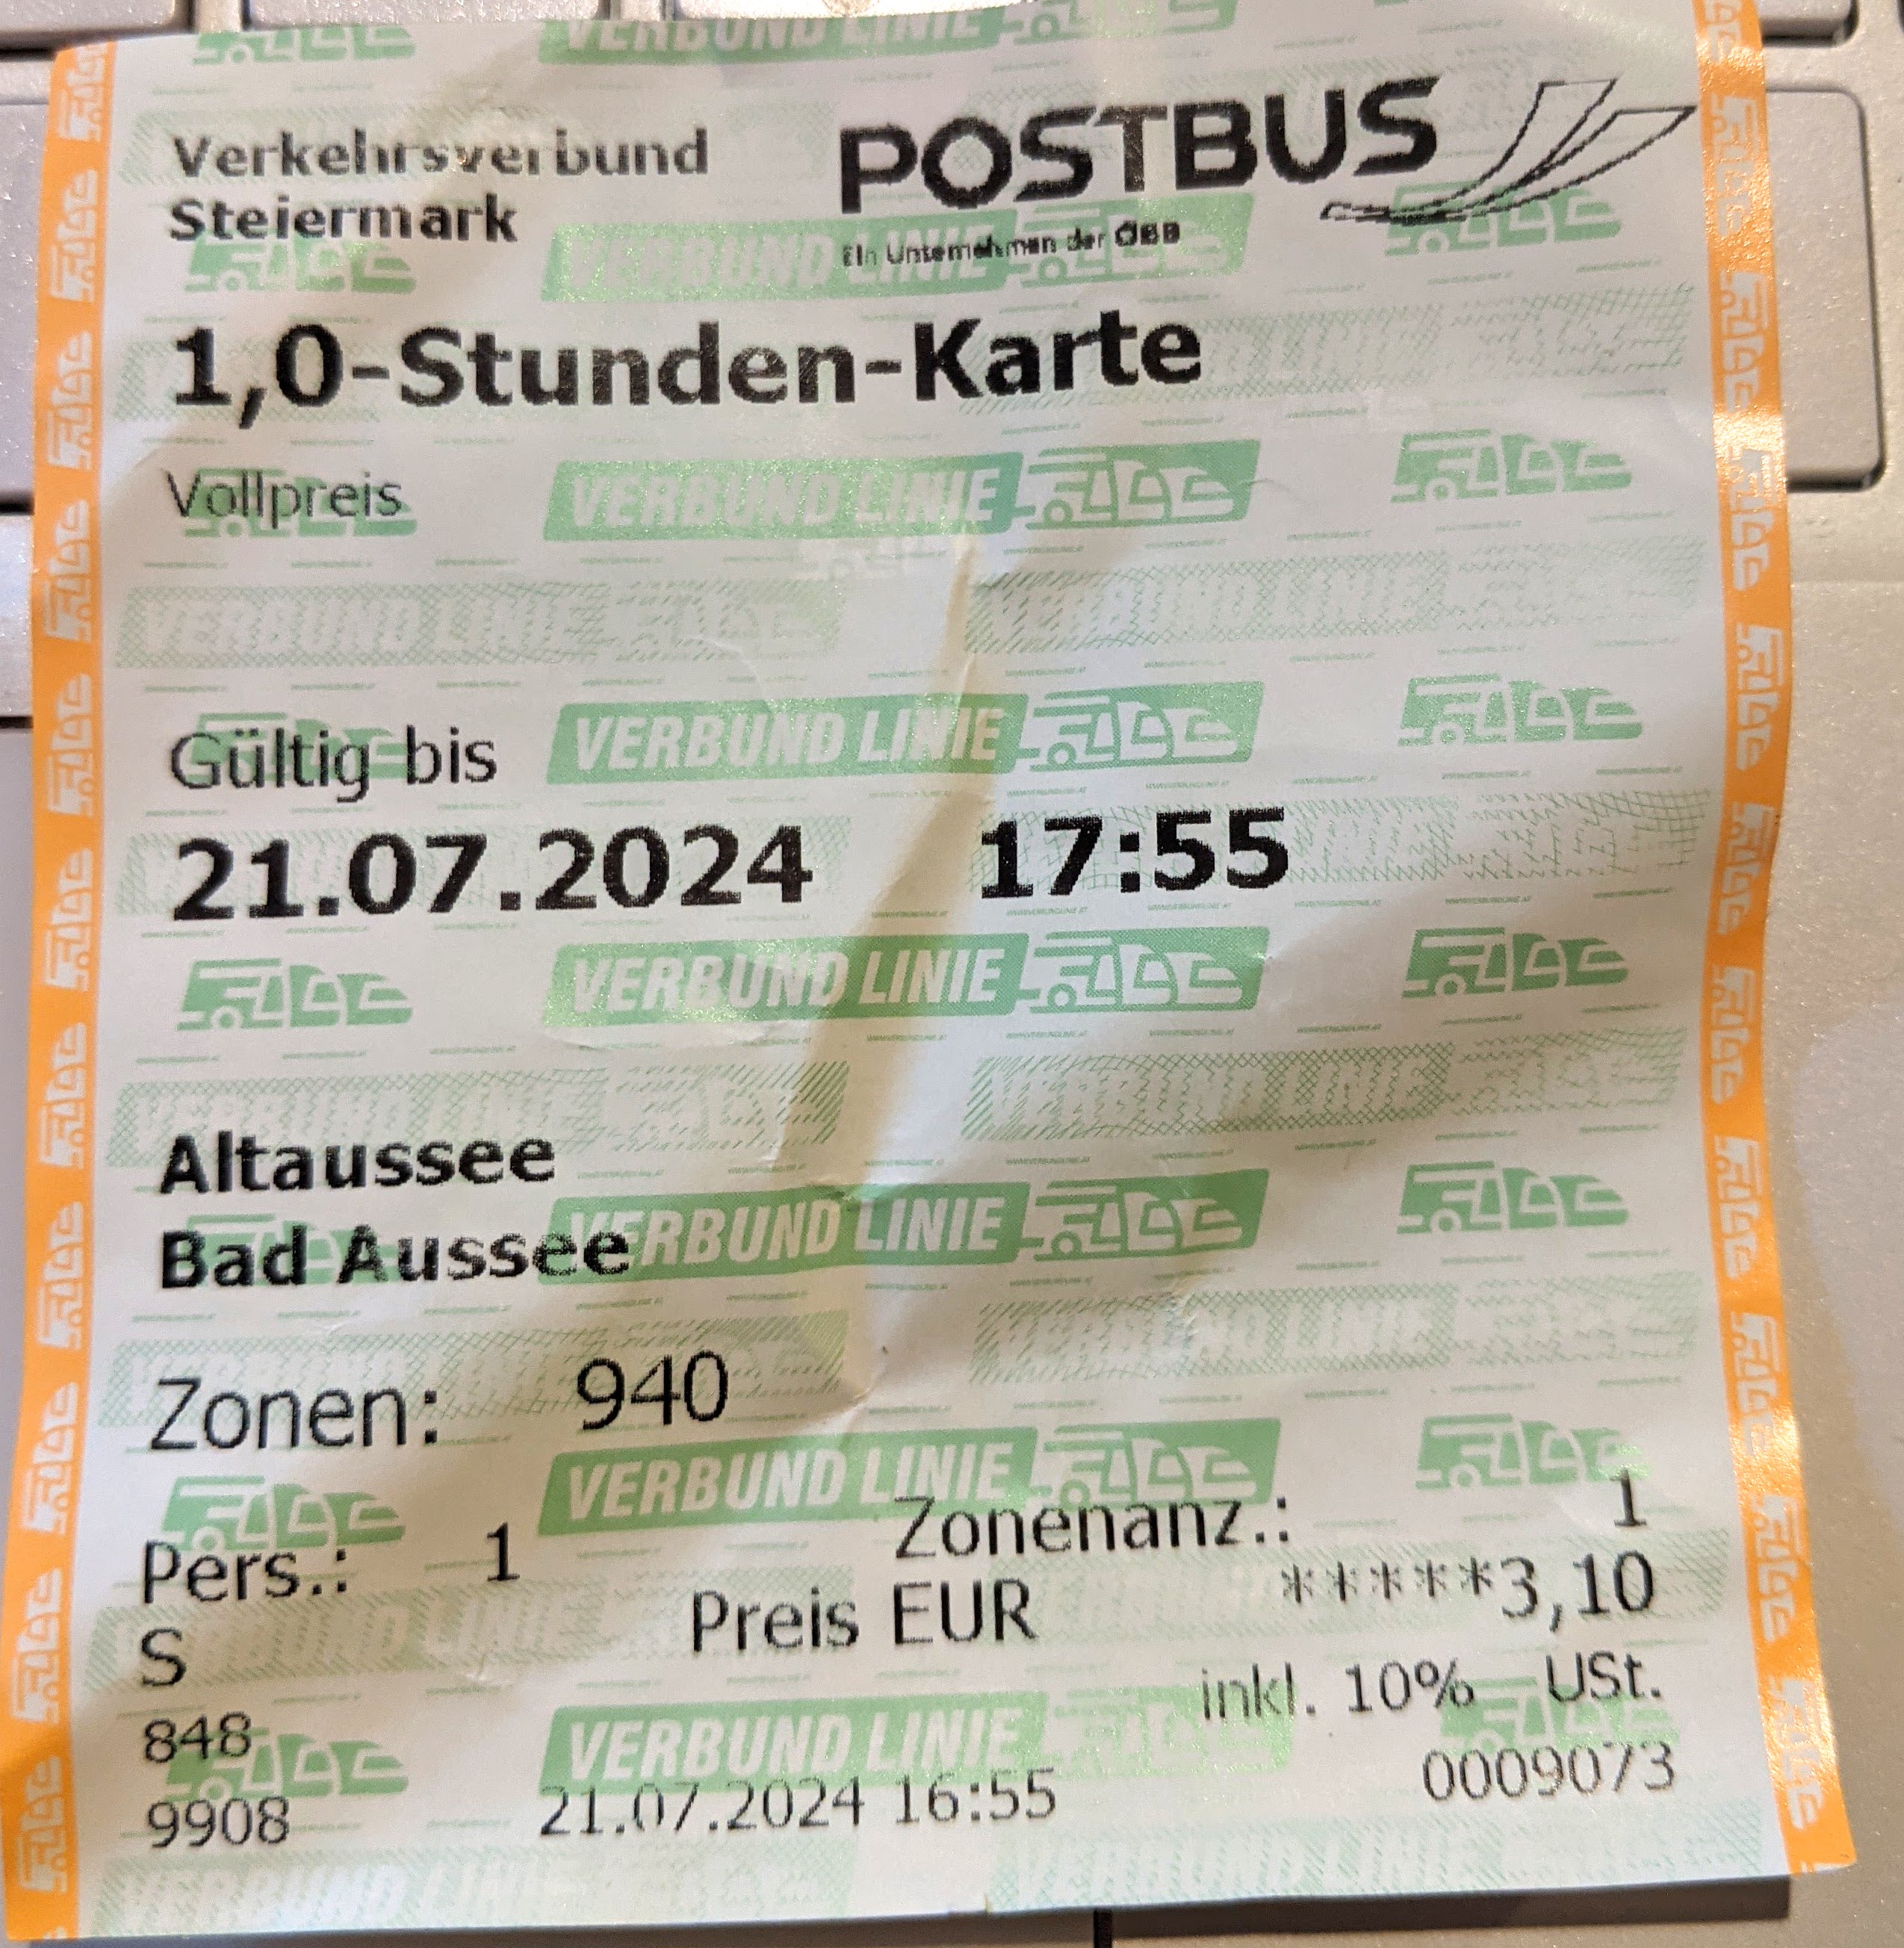 Verkehrsverbund
Steiermark
POSTBUS
Ein Unternehmen der ÖBB
1,0-Stunden-Karte
Vollpreis
VERBUND LINIE
Gültig bis
VERBUND LINIE
21.07.2024 17:55
VERBUND LINIE
Altaussee
Bad Aussee
VERBUND LINIE
Zonen: 940
VERBUND LINIE
Zonenanz.: 1
Pers.: 1
Preis EUR *****3,10
S
inkl. 10% USt.
848
VERBUND LINIE
9908 21.07.2024 16:55 0009073